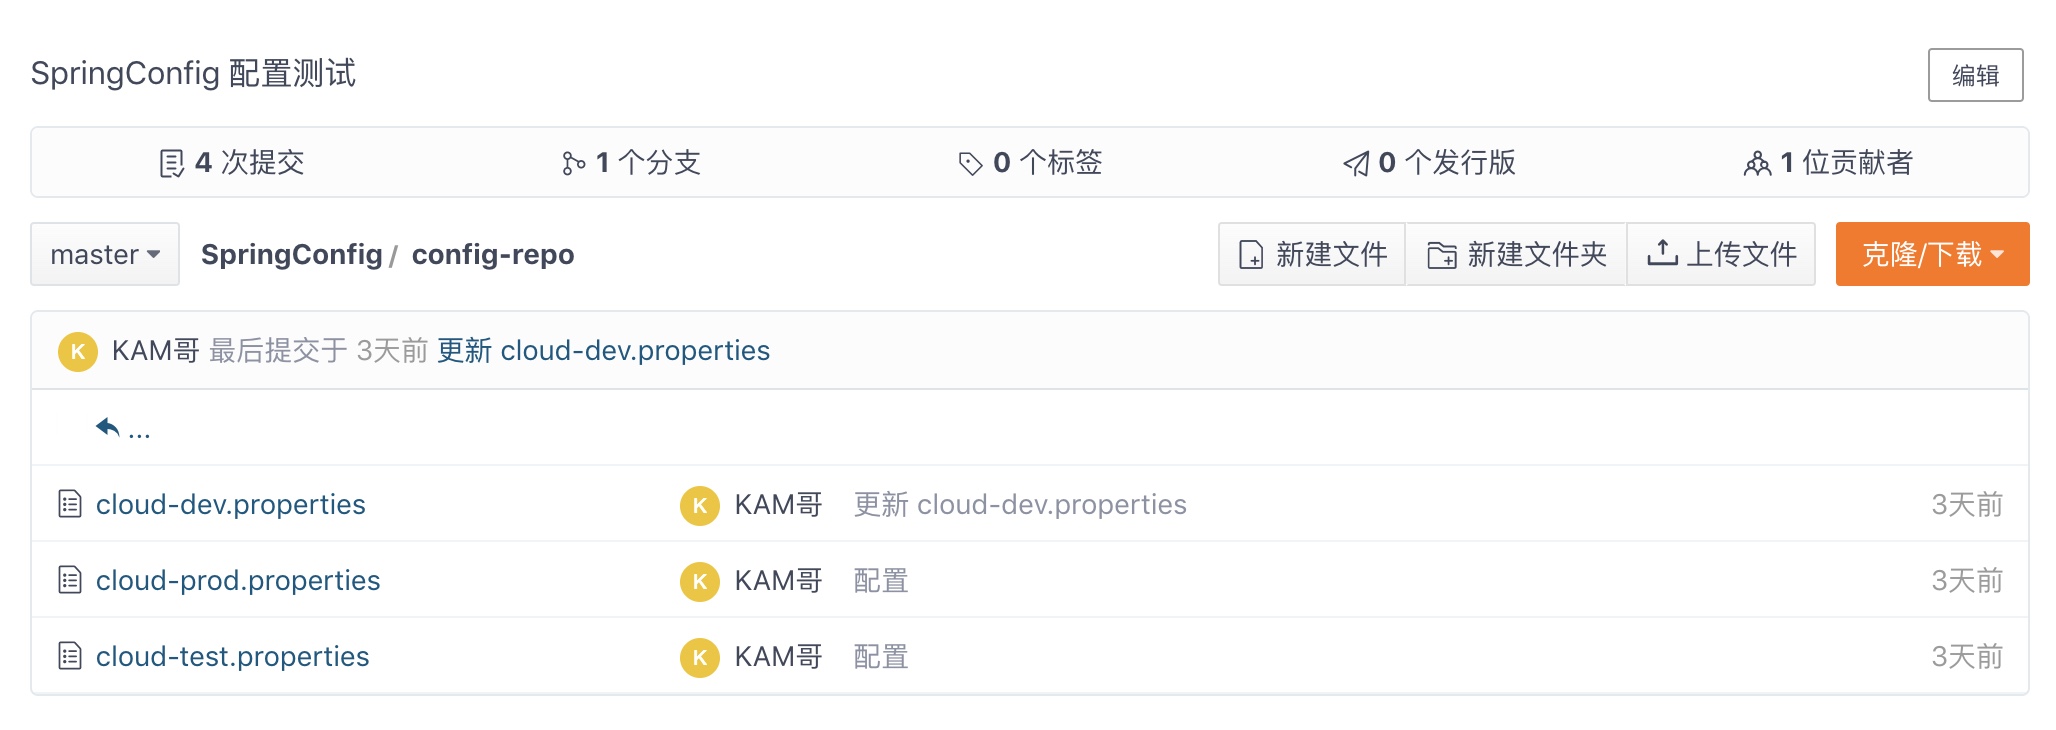 SpringConfig 配置测试
编辑
4 次提交
1 个分支
0 个标签
0 个发行版
1 位贡献者
master
SpringConfig / config-repo
新建文件
新建文件夹
上传文件
克隆/下载
K KAM哥 最后提交于 3天前 更新 cloud-dev.properties
...
cloud-dev.properties K KAM哥 更新 cloud-dev.properties 3天前
cloud-prod.properties K KAM哥 配置 3天前
cloud-test.properties K KAM哥 配置 3天前